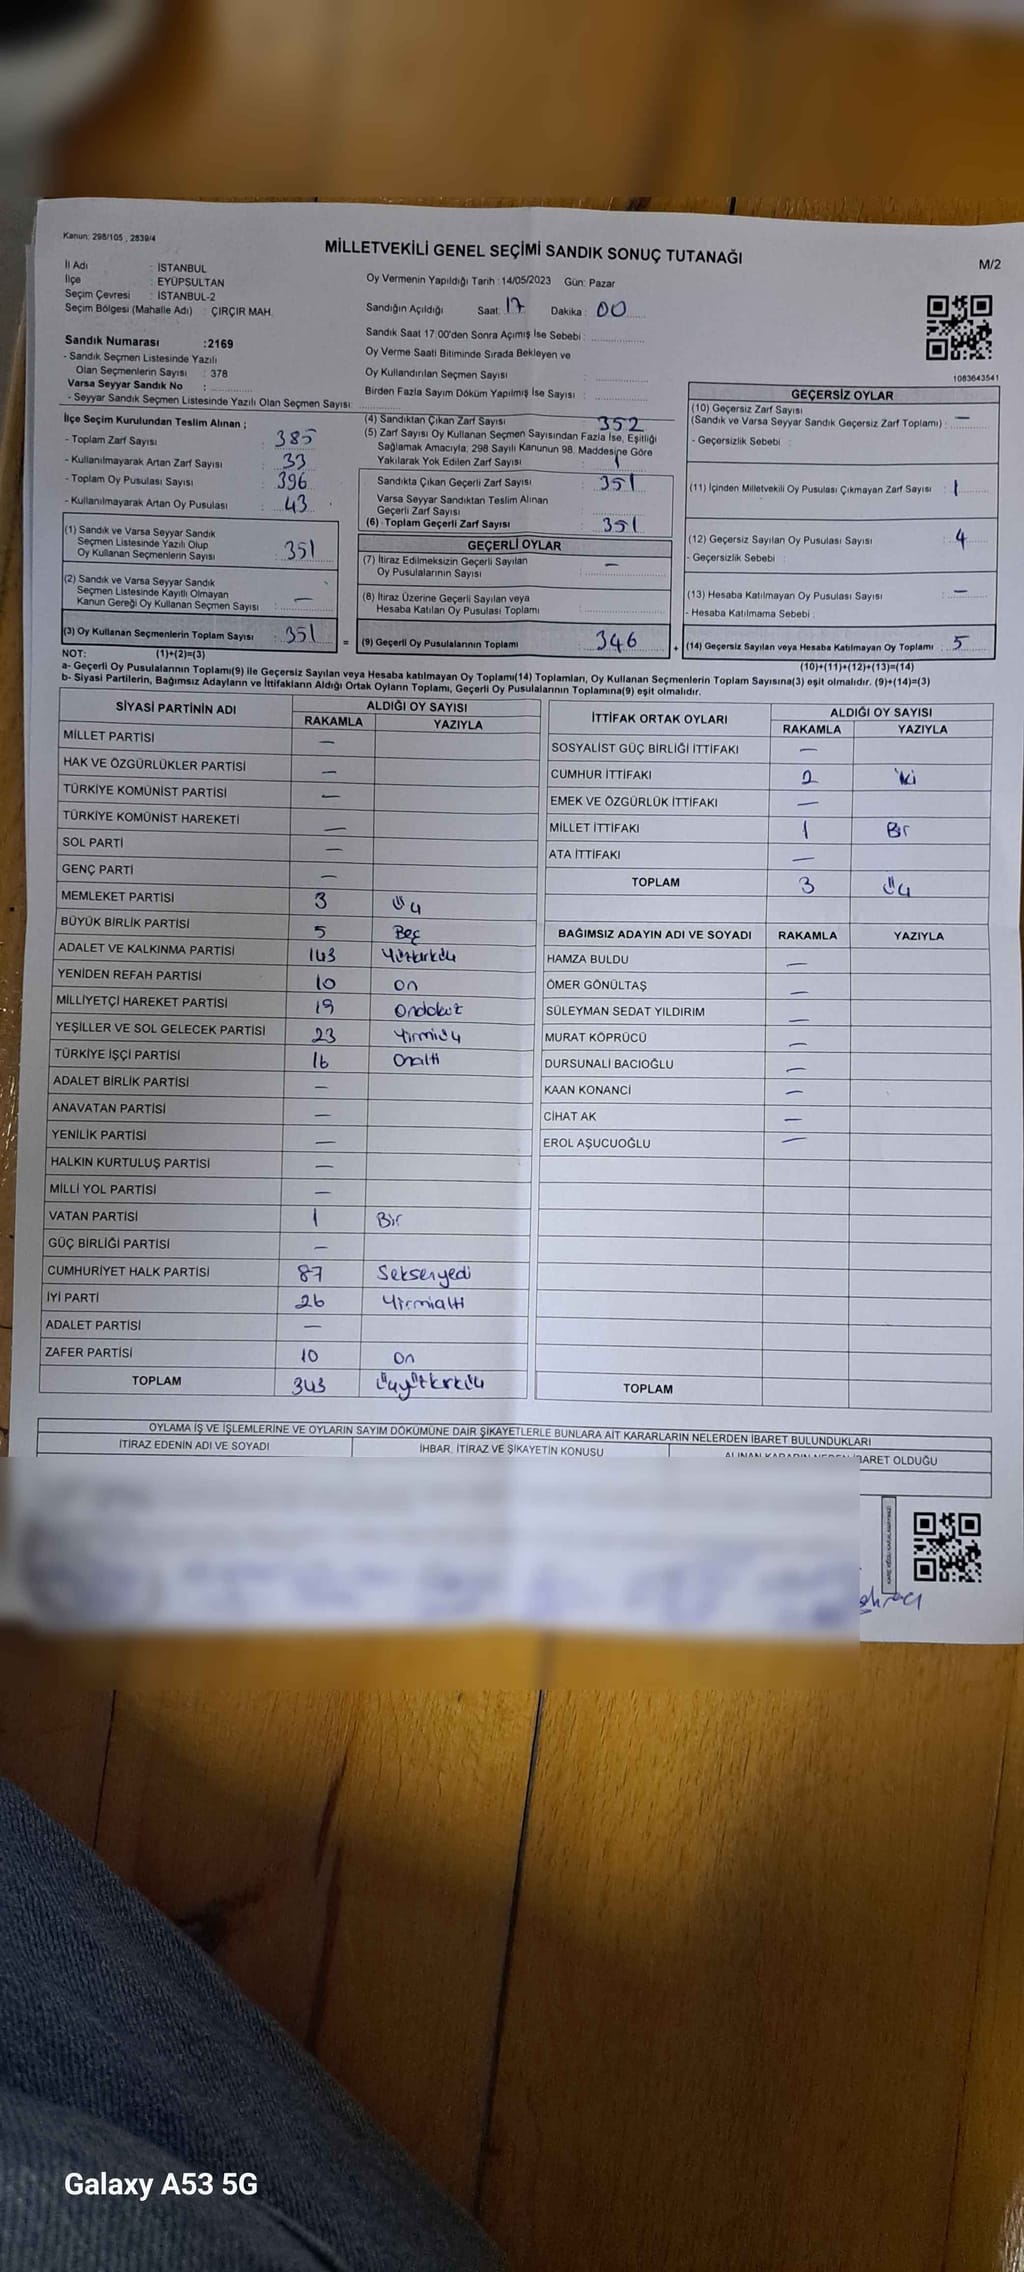 Kanun: 298/105 , 2839/4
MİLLETVEKİLİ GENEL SEÇİMİ SANDIK SONUÇ TUTANAĞI
M/2
İl Adı : İSTANBUL
İlçe : EYÜPSULTAN
Seçim Çevresi : İSTANBUL-2
Seçim Bölgesi (Mahalle Adı) : ÇIRÇIR MAH.
Oy Vermenin Yapıldığı Tarih : 14/05/2023 Gün: Pazar
Sandığın Açıldığı Saat: 17 Dakika : 00
Sandık Saat 17:00'den Sonra Açımış İse Sebebi :
Oy Verme Saati Bitiminde Sırada Bekleyen ve
Oy Kullandırılan Seçmen Sayısı :
Birden Fazla Sayım Döküm Yapılmış İse Sayısı :
1083643541
Sandık Numarası :2169
- Sandık Seçmen Listesinde Yazılı
Olan Seçmenlerin Sayısı : 378
Varsa Seyyar Sandık No :
- Seyyar Sandık Seçmen Listesinde Yazılı Olan Seçmen Sayısı:
İlçe Seçim Kurulundan Teslim Alınan ;
- Toplam Zarf Sayısı : 385
- Kullanılmayarak Artan Zarf Sayısı : 33
- Toplam Oy Pusulası Sayısı : 396
- Kullanılmayarak Artan Oy Pusulası : 43
(1) Sandık ve Varsa Seyyar Sandık
Seçmen Listesinde Yazılı Olup
Oy Kullanan Seçmenlerin Sayısı : 351
(2) Sandık ve Varsa Seyyar Sandık
Seçmen Listesinde Kayıtlı Olmayan
Kanun Gereği Oy Kullanan Seçmen Sayısı : —
(3) Oy Kullanan Seçmenlerin Toplam Sayısı : 351
(4) Sandıktan Çıkan Zarf Sayısı : 352
(5) Zarf Sayısı Oy Kullanan Seçmen Sayısından Fazla İse, Eşitliği
Sağlamak Amacıyla, 298 Sayılı Kanunun 98. Maddesine Göre
Yakılarak Yok Edilen Zarf Sayısı : 1
Sandıkta Çıkan Geçerli Zarf Sayısı : 351
Varsa Seyyar Sandıktan Teslim Alınan
Geçerli Zarf Sayısı :
(6) Toplam Geçerli Zarf Sayısı : 351
GEÇERLİ OYLAR
(7) İtiraz Edilmeksizin Geçerli Sayılan
Oy Pusulalarının Sayısı : —
(8) İtiraz Üzerine Geçerli Sayılan veya
Hesaba Katılan Oy Pusulası Toplamı :
= (9) Geçerli Oy Pusulalarının Toplamı : 346
GEÇERSİZ OYLAR
(10) Geçersiz Zarf Sayısı
(Sandık ve Varsa Seyyar Sandık Geçersiz Zarf Toplamı) : —
- Geçersizlik Sebebi :
(11) İçinden Milletvekili Oy Pusulası Çıkmayan Zarf Sayısı : 1
(12) Geçersiz Sayılan Oy Pusulası Sayısı : 4
- Geçersizlik Sebebi :
(13) Hesaba Katılmayan Oy Pusulası Sayısı : —
- Hesaba Katılmama Sebebi :
+ (14) Geçersiz Sayılan veya Hesaba Katılmayan Oy Toplamı : 5
NOT: (1)+(2)=(3)
(10)+(11)+(12)+(13)=(14)
a- Geçerli Oy Pusulalarının Toplamı(9) ile Geçersiz Sayılan veya Hesaba katılmayan Oy Toplamı(14) Toplamları, Oy Kullanan Seçmenlerin Toplam Sayısına(3) eşit olmalıdır. (9)+(14)=(3)
b- Siyasi Partilerin, Bağımsız Adayların ve İttifakların Aldığı Ortak Oyların Toplamı, Geçerli Oy Pusulalarının Toplamına(9) eşit olmalıdır.
SİYASİ PARTİNİN ADI ALDIĞI OY SAYISI
RAKAMLA YAZIYLA
MİLLET PARTİSİ —
HAK VE ÖZGÜRLÜKLER PARTİSİ —
TÜRKİYE KOMÜNİST PARTİSİ —
TÜRKİYE KOMÜNİST HAREKETİ —
SOL PARTİ —
GENÇ PARTİ —
MEMLEKET PARTİSİ 3 Üç
BÜYÜK BİRLİK PARTİSİ 5 Beş
ADALET VE KALKINMA PARTİSİ 143 Yüzkırküç
YENİDEN REFAH PARTİSİ 10 on
MİLLİYETÇİ HAREKET PARTİSİ 19 Ondokuz
YEŞİLLER VE SOL GELECEK PARTİSİ 23 Yirmiüç
TÜRKİYE İŞÇİ PARTİSİ 16 Onaltı
ADALET BİRLİK PARTİSİ —
ANAVATAN PARTİSİ —
YENİLİK PARTİSİ —
HALKIN KURTULUŞ PARTİSİ —
MİLLİ YOL PARTİSİ —
VATAN PARTİSİ 1 Bir
GÜÇ BİRLİĞİ PARTİSİ —
CUMHURİYET HALK PARTİSİ 87 Seksenyedi
İYİ PARTİ 26 Yirmialtı
ADALET PARTİSİ —
ZAFER PARTİSİ 10 On
TOPLAM 343 Üçyüzkırküç
İTTİFAK ORTAK OYLARI ALDIĞI OY SAYISI
RAKAMLA YAZIYLA
SOSYALİST GÜÇ BİRLİĞİ İTTİFAKI —
CUMHUR İTTİFAKI 2 iki
EMEK VE ÖZGÜRLÜK İTTİFAKI —
MİLLET İTTİFAKI 1 Bir
ATA İTTİFAKI —
TOPLAM 3 Üç
BAĞIMSIZ ADAYIN ADI VE SOYADI RAKAMLA YAZIYLA
HAMZA BULDU —
ÖMER GÖNÜLTAŞ —
SÜLEYMAN SEDAT YILDIRIM —
MURAT KÖPRÜCÜ —
DURSUNALİ BACIOĞLU —
KAAN KONANCİ —
CİHAT AK —
EROL AŞUCUOĞLU —
TOPLAM
OYLAMA İŞ VE İŞLEMLERİNE VE OYLARIN SAYIM DÖKÜMÜNE DAİR ŞİKAYETLERLE BUNLARA AİT KARARLARIN NELERDEN İBARET BULUNDUKLARI
İTİRAZ EDENİN ADI VE SOYADI İHBAR, İTİRAZ VE ŞİKAYETİN KONUSU ALINAN KARARIN NEDEN İBARET OLDUĞU
Galaxy A53 5G